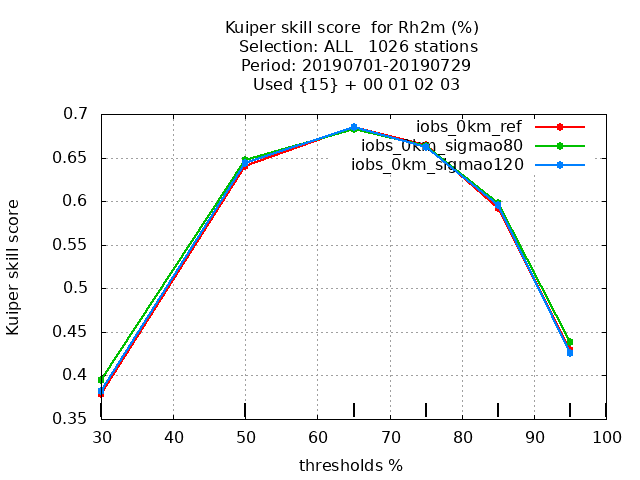 Kuiper skill score  for Rh2m (%)
Selection: ALL   1026 stations
Period: 20190701-20190729
Used {15} + 00 01 02 03
iobs_0km_ref
iobs_0km_sigmao80
iobs_0km_sigmao120
Kuiper skill score
0.7
0.65
0.6
0.55
0.5
0.45
0.4
0.35
30 40 50 60 70 80 90 100
thresholds %